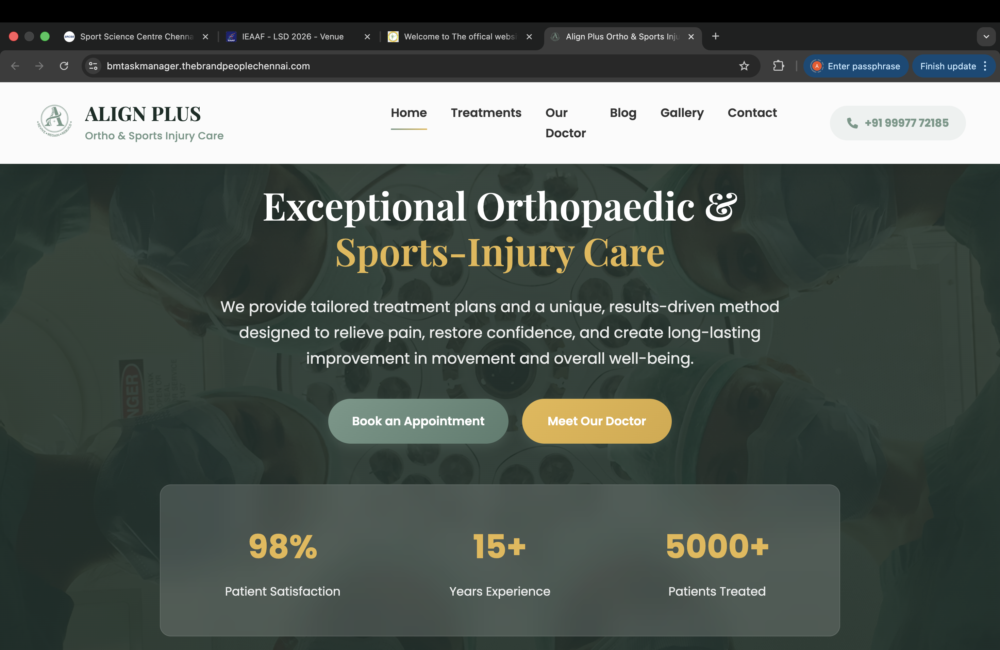 Sport Science Centre Chenna
IEAAF - LSD 2026 - Venue
Welcome to The offical websi
Align Plus Ortho & Sports Inju
bmtaskmanager.thebrandpeoplechennai.com
A
Enter passphrase
Finish update
REVIVE • REGAIN • REBUILD
ALIGN PLUS
Ortho & Sports Injury Care
Home
Treatments
Our
Doctor
Blog
Gallery
Contact
+91 99977 72185
Exceptional Orthopaedic &
Sports-Injury Care
We provide tailored treatment plans and a unique, results-driven method
designed to relieve pain, restore confidence, and create long-lasting
improvement in movement and overall well-being.
NGER
Book an Appointment
Meet Our Doctor
98%
15+
5000+
Patient Satisfaction
Years Experience
Patients Treated